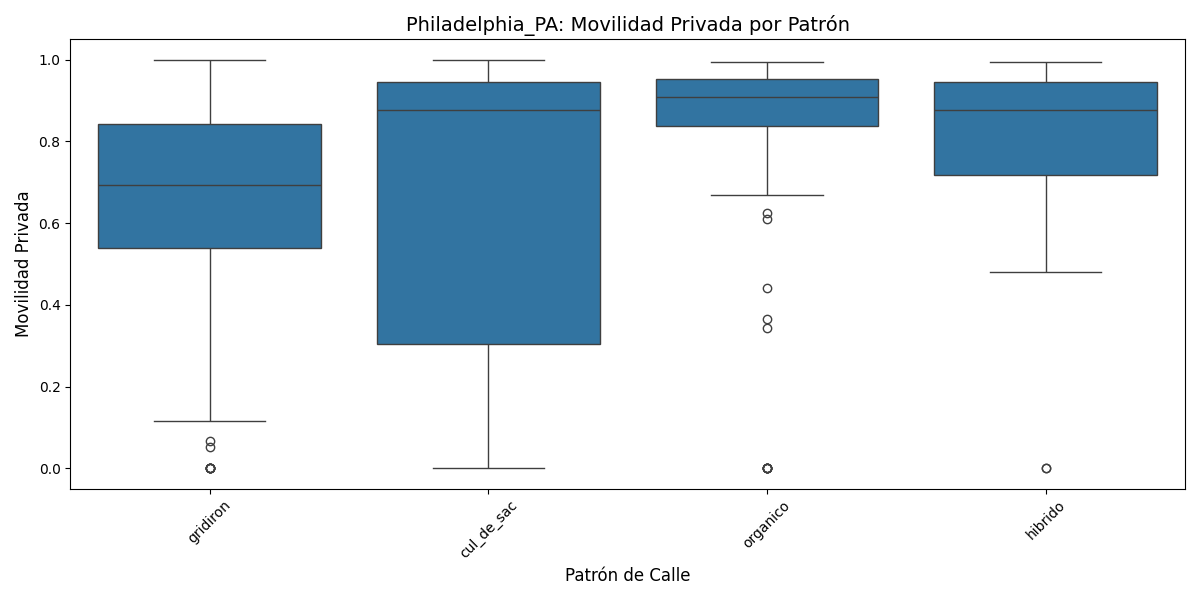 Philadelphia_PA: Movilidad Privada por Patrón
Movilidad Privada
1.0
0.8
0.6
0.4
0.2
0.0
gridiron
cul_de_sac
organico
hibrido
Patrón de Calle